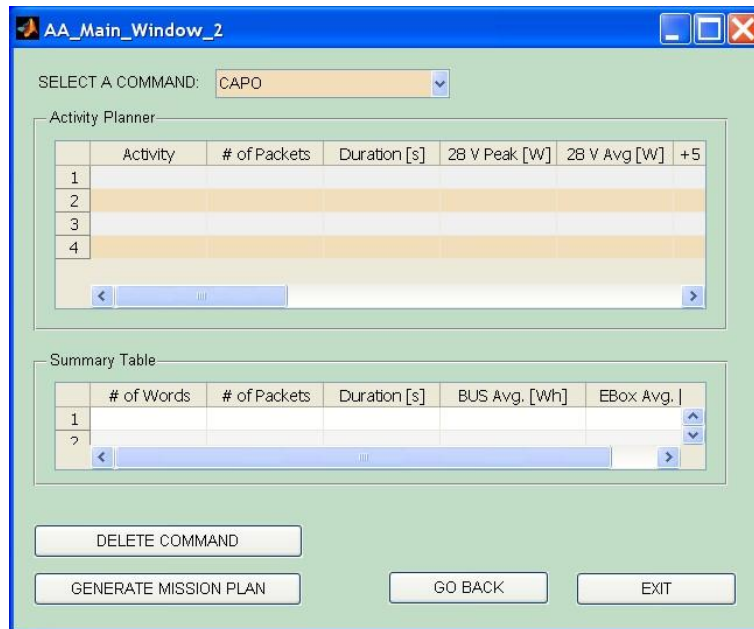 AA_Main_Window_2
SELECT A COMMAND: CAPO
Activity Planner
Activity # of Packets Duration [s] 28 V Peak [W] 28 V Avg [W] +5
1
2
3
4
Summary Table
# of Words # of Packets Duration [s] BUS Avg. [Wh] EBox Avg. [
1
2
DELETE COMMAND
GENERATE MISSION PLAN GO BACK EXIT